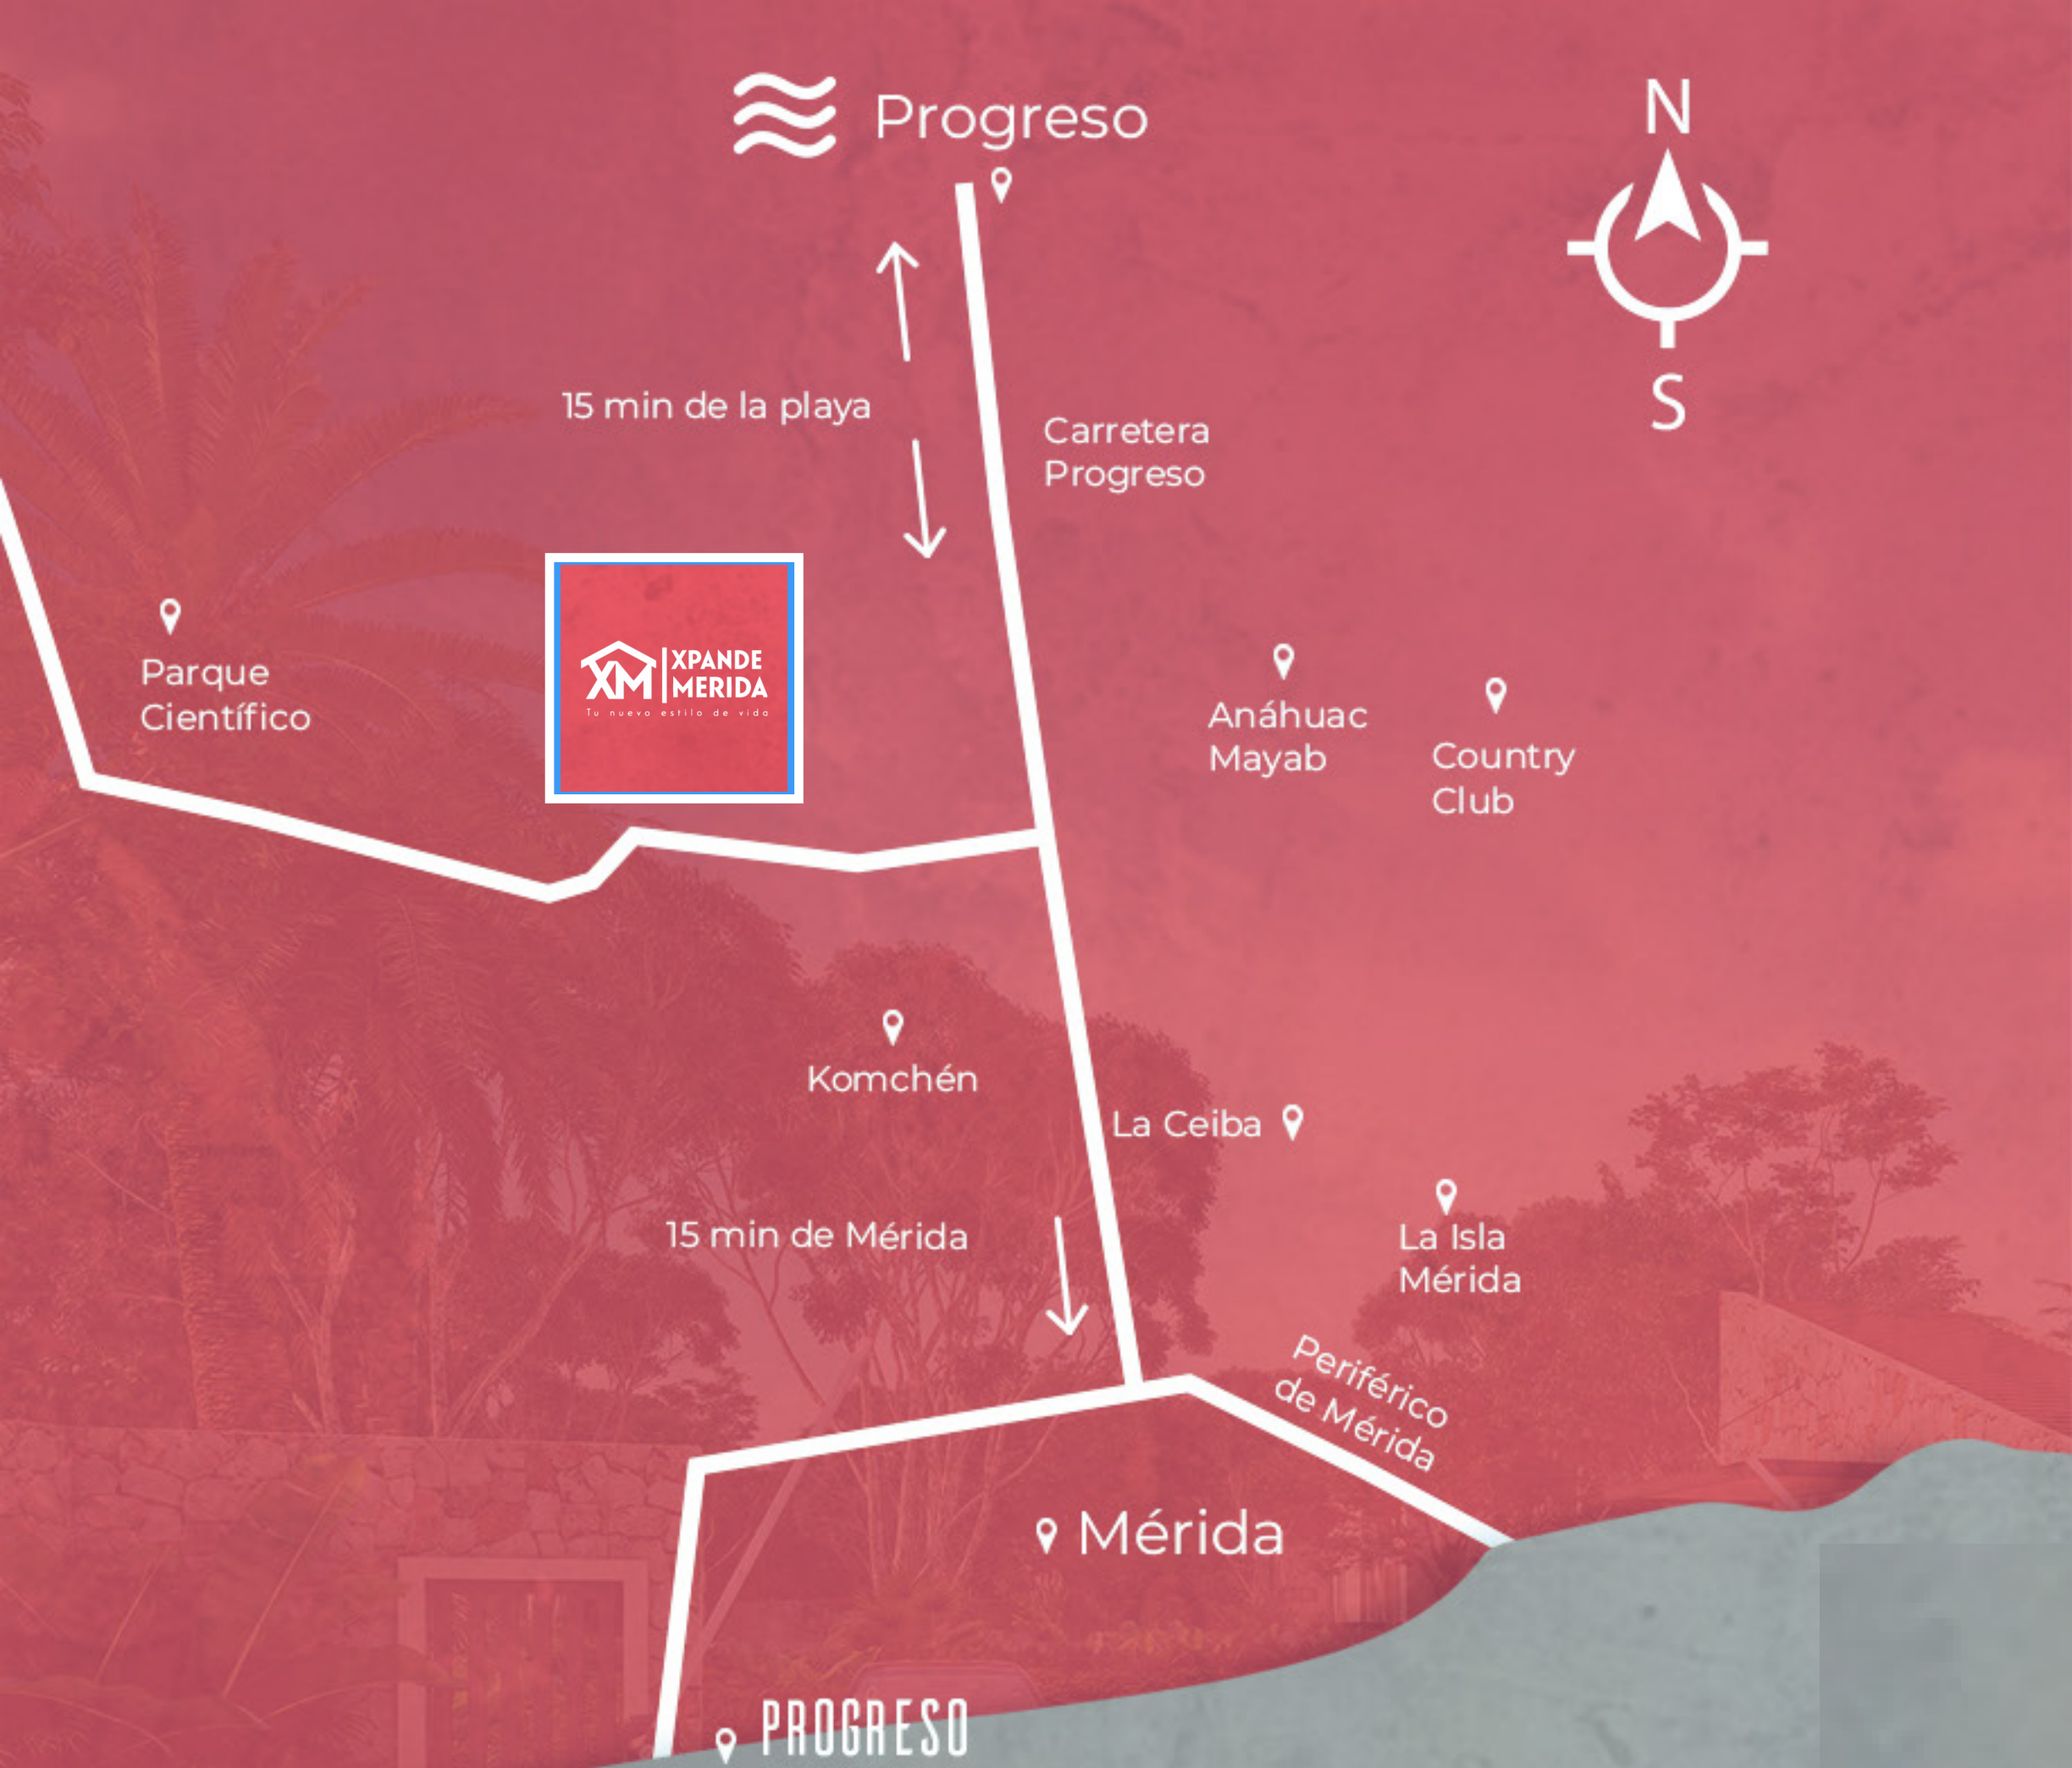 Progreso
N
S
15 min de la playa
Carretera
Progreso
Parque
Científico
XM
XPANDE
MERIDA
Tu nuevo estilo de vida
Anáhuac
Mayab
Country
Club
Komchén
La Ceiba
15 min de Mérida
La Isla
Mérida
Periférico
de Mérida
Mérida
PROGRESO